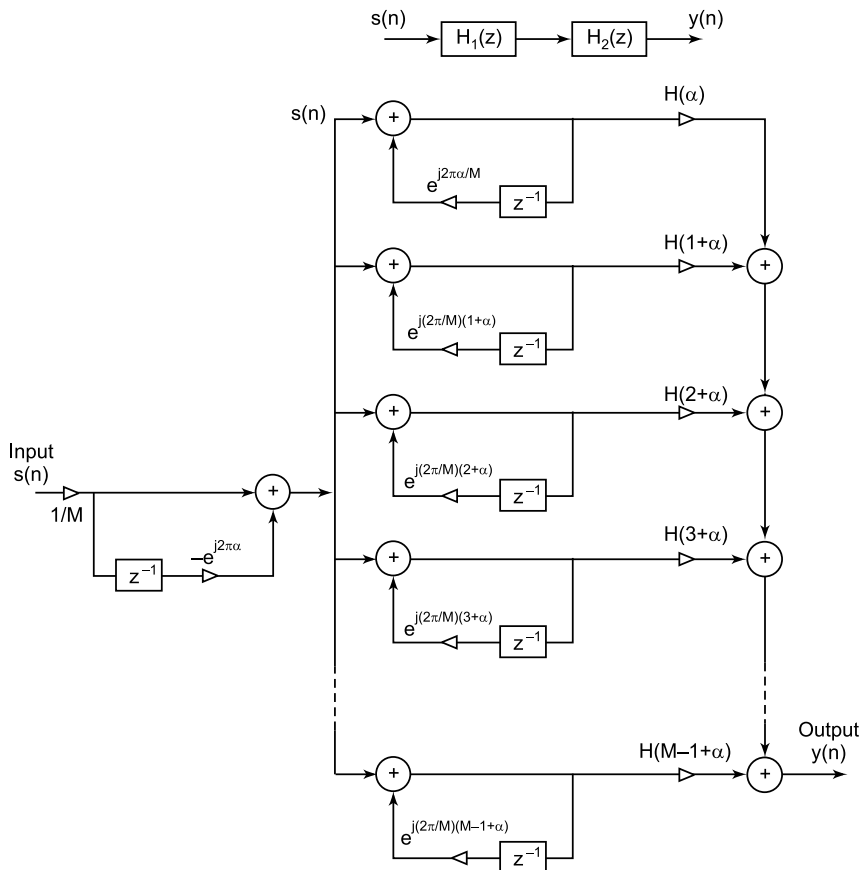 s(n) H₁(z) H₂(z) y(n)
H(α)
s(n) +
e^{j2πα/M} z⁻¹
H(1+α)
+ +
e^{j(2π/M)(1+α)} z⁻¹
H(2+α)
+ +
Input
s(n)
e^{j(2π/M)(2+α)} z⁻¹
+
1/M
H(3+α)
–e^{j2πα}
+ +
z⁻¹
e^{j(2π/M)(3+α)} z⁻¹
Output
y(n)
H(M–1+α)
+ +
e^{j(2π/M)(M–1+α)} z⁻¹